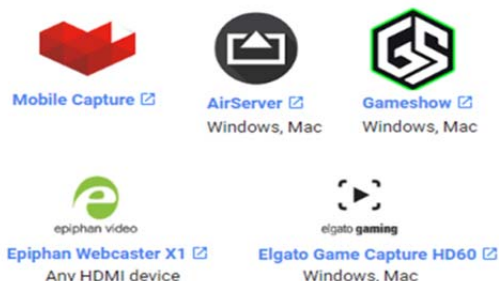 GS
Mobile Capture
AirServer
Gameshow
Windows, Mac
Windows, Mac
epiphan video
elgato gaming
Epiphan Webcaster X1
Elgato Game Capture HD60
Any HDMI device
Windows, Mac